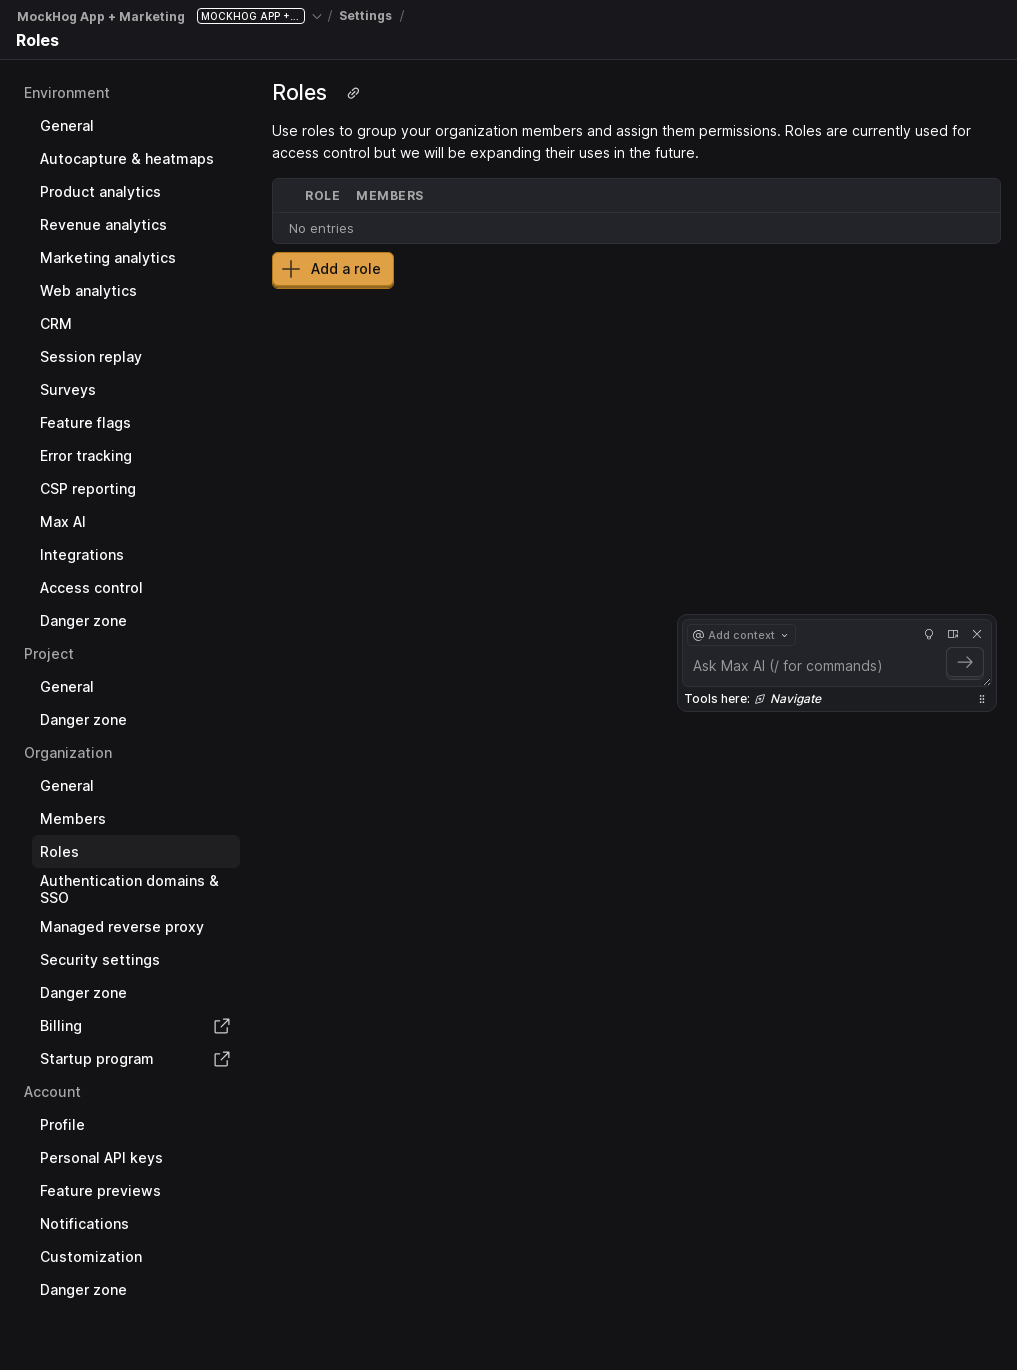 MockHog App + Marketing MOCKHOG APP +... / Settings /
Roles
Environment
General
Autocapture & heatmaps
Product analytics
Revenue analytics
Marketing analytics
Web analytics
CRM
Session replay
Surveys
Feature flags
Error tracking
CSP reporting
Max AI
Integrations
Access control
Danger zone
Project
General
Danger zone
Organization
General
Members
Roles
Authentication domains &
SSO
Managed reverse proxy
Security settings
Danger zone
Billing
Startup program
Account
Profile
Personal API keys
Feature previews
Notifications
Customization
Danger zone
Roles
Use roles to group your organization members and assign them permissions. Roles are currently used for
access control but we will be expanding their uses in the future.
ROLE MEMBERS
No entries
Add a role
@ Add context
Ask Max AI (/ for commands)
Tools here: Navigate